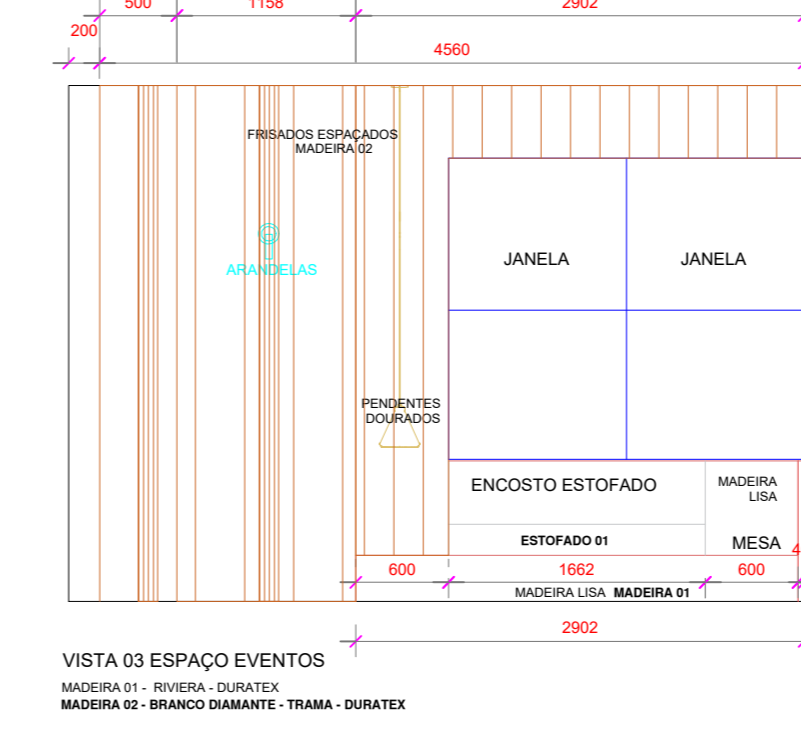 500
1158
2902
200
4560
FRISADOS ESPAÇADOS
MADEIRA 02
ARANDELAS
JANELA
JANELA
PENDENTES
DOURADOS
ENCOSTO ESTOFADO
MADEIRA
LISA
ESTOFADO 01
MESA
4
600
1662
600
MADEIRA LISA MADEIRA 01
2902
VISTA 03 ESPAÇO EVENTOS
MADEIRA 01 - RIVIERA - DURATEX
MADEIRA 02 - BRANCO DIAMANTE - TRAMA - DURATEX